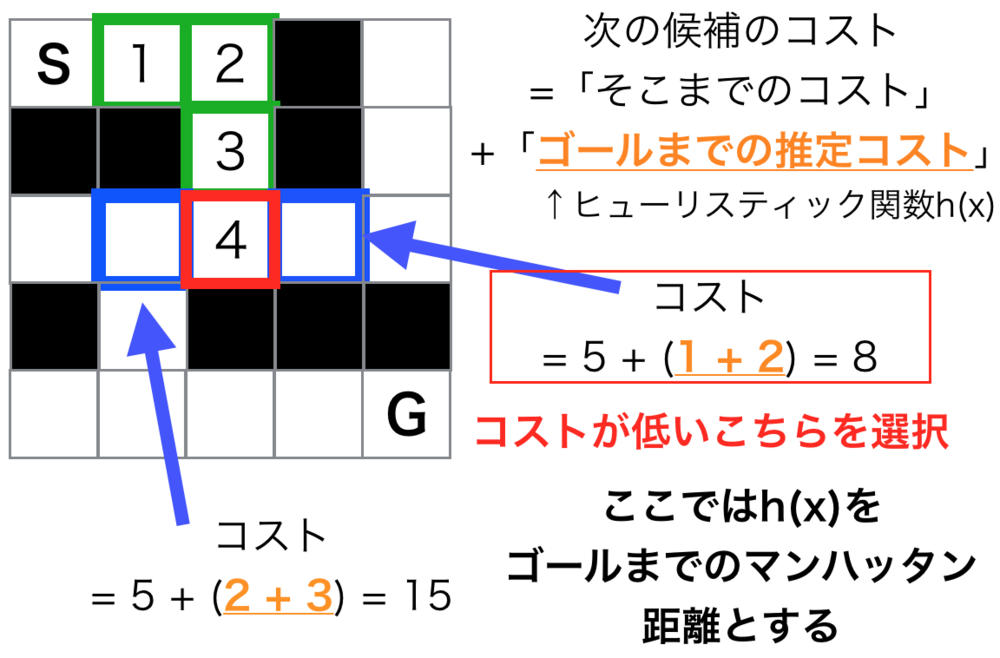 S 1 2
3
4
G
次の候補のコスト
=「そこまでのコスト」
+「ゴールまでの推定コスト」
↑ヒューリスティック関数h(x)
コスト
= 5 + (1 + 2) = 8
コストが低いこちらを選択
ここではh(x)を
ゴールまでのマンハッタン
距離とする
コスト
= 5 + (2 + 3) = 15